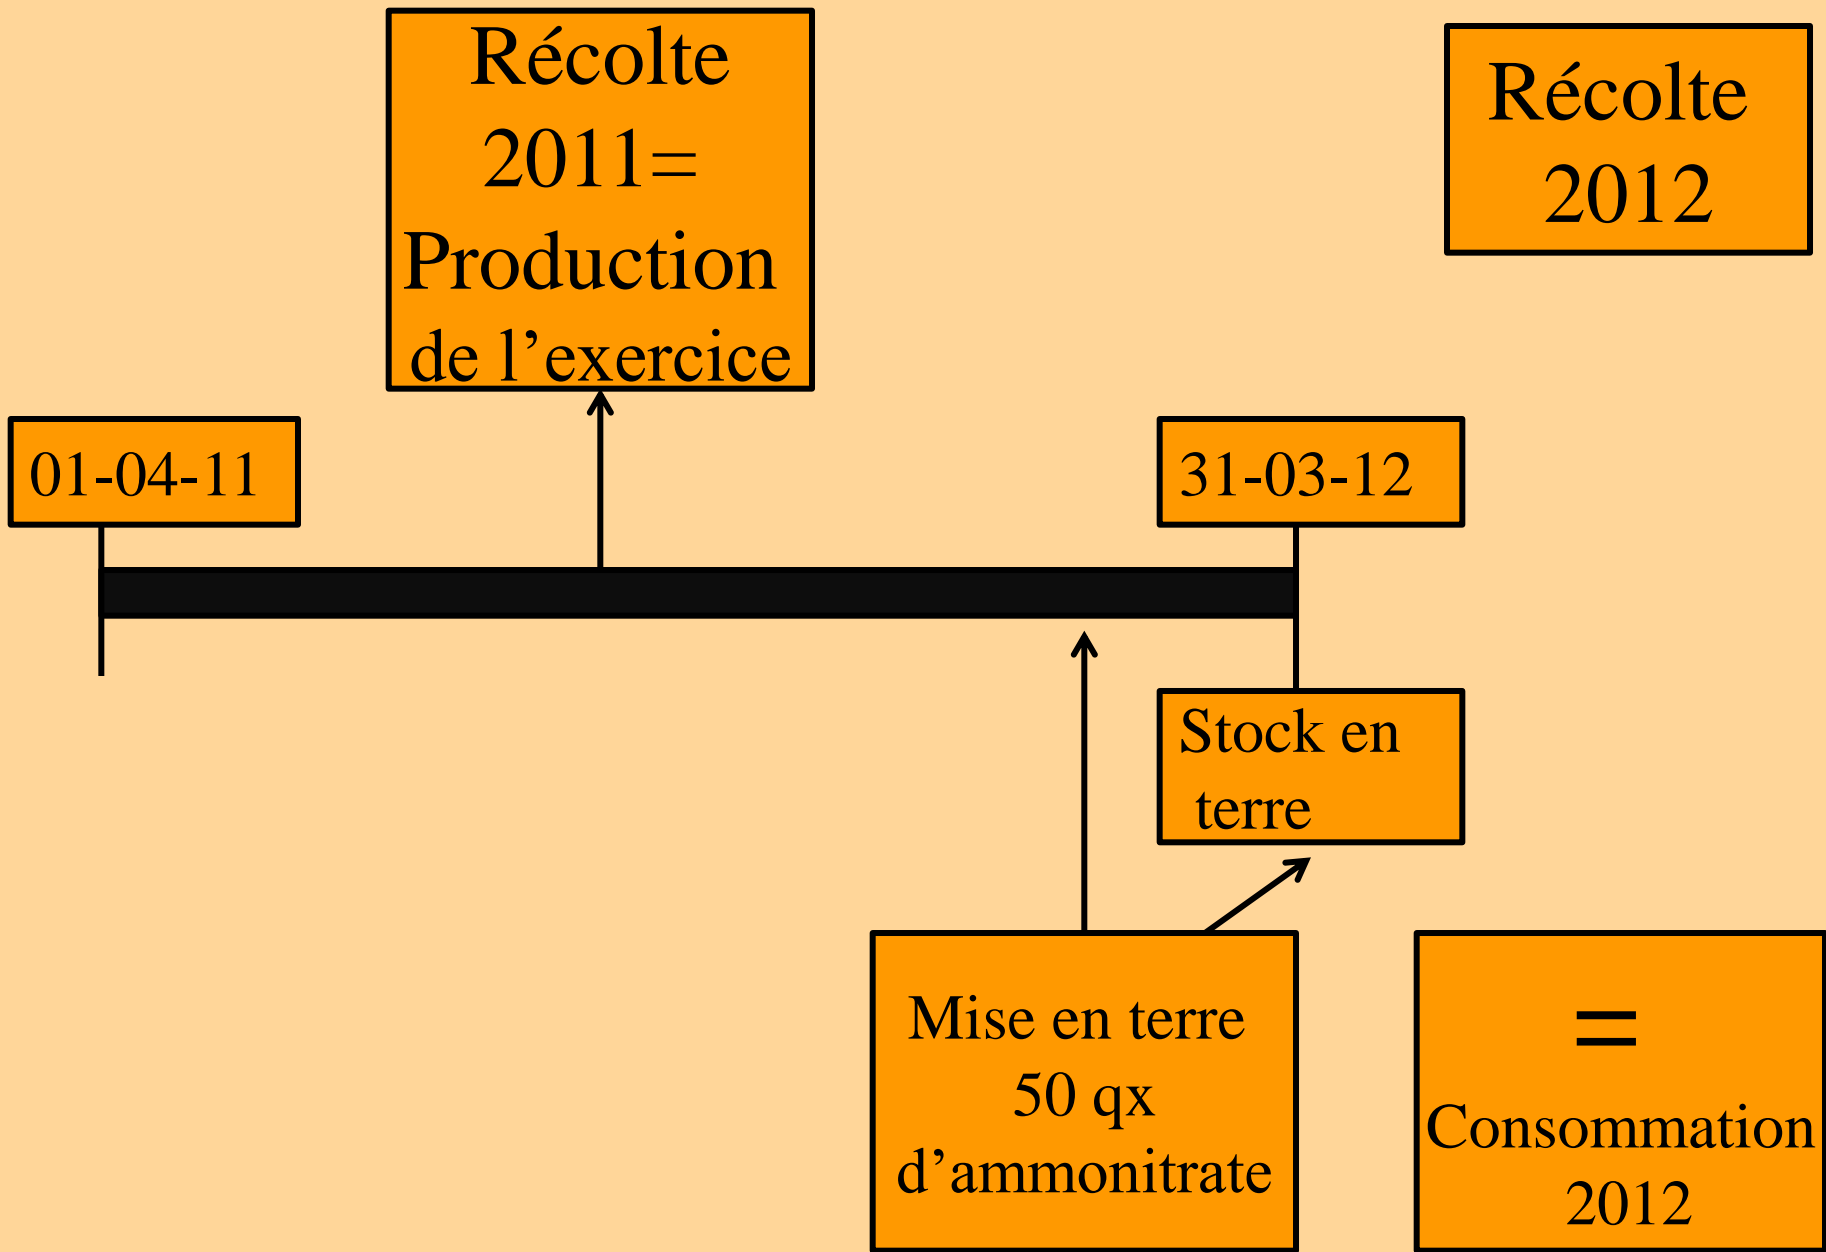 Récolte
2011=
Production
de l’exercice
Récolte
2012
01-04-11
31-03-12
Stock en
terre
Mise en terre
50 qx
d’ammonitrate
=
Consommation
2012